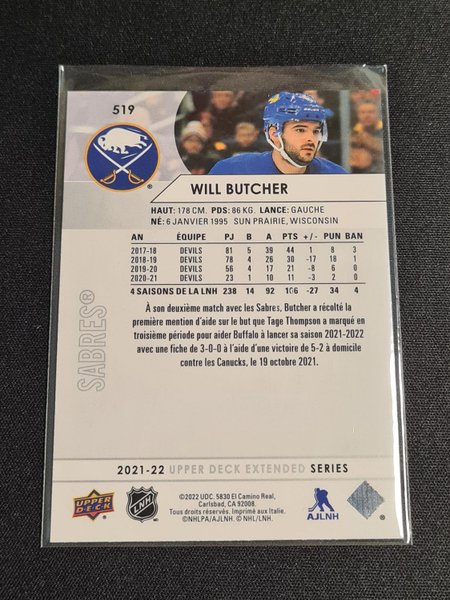 519
®
WILL BUTCHER
HAUT: 178 CM. PDS: 86 KG. LANCE: GAUCHE
NÉ: 6 JANVIER 1995 SUN PRAIRIE, WISCONSIN
AN ÉQUIPE PJ B A PTS +/- PUN BAN
2017-18 DEVILS 81 5 39 44 1 8 3
2018-19 DEVILS 78 4 26 30 -17 18 1
2019-20 DEVILS 56 4 17 21 -8 6 0
2020-21 DEVILS 23 1 10 11 -3 2 0
4 SAISONS DE LA LNH 238 14 92 106 -27 34 4
À son deuxième match avec les Sabres, Butcher a récolté la
première mention d'aide sur le but que Tage Thompson a marqué en
troisième période pour aider Buffalo à lancer sa saison 2021-2022
avec une fiche de 3-0-0 à l'aide d'une victoire de 5-2 à domicile
contre les Canucks, le 19 octobre 2021.
SABRES®
2021-22 UPPER DECK EXTENDED SERIES
UPPER DECK
LNH
©2022 UDC. 5830 El Camino Real,
Carlsbad, CA 92008.
Tous droits réservés. Imprimé aux Italie.
©NHLPA/AJLNH. © NHL/LNH.
AJLNH
®